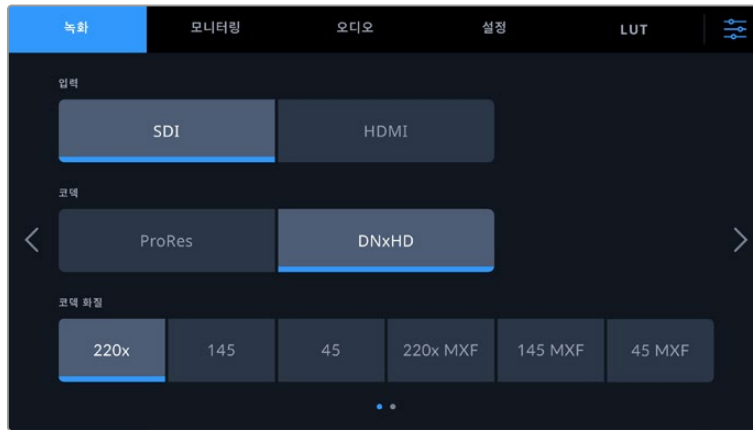 녹화 모니터링 오디오 설정 LUT
입력
SDI HDMI
코덱
ProRes DNxHD
코덱 화질
220x 145 45 220x MXF 145 MXF 45 MXF